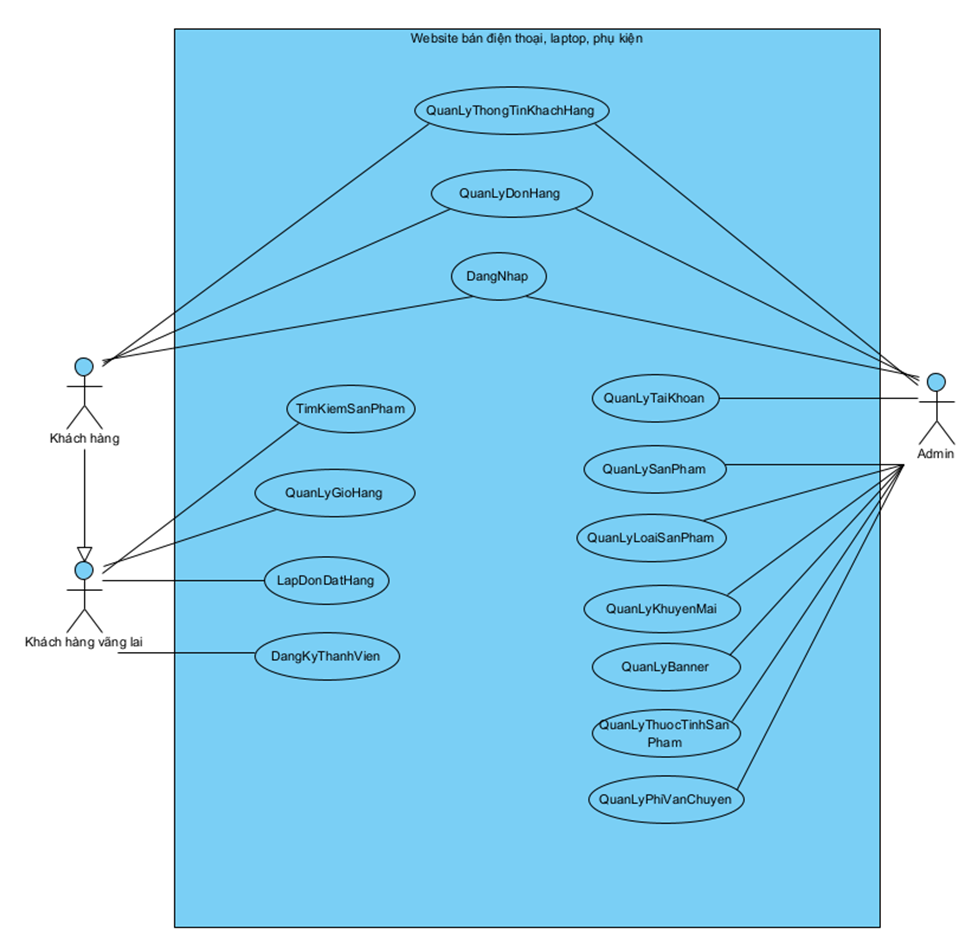 Website bán điện thoại, laptop, phụ kiện
QuanLyThongTinKhachHang
QuanLyDonHang
DangNhap
Khách hàng
TimKiemSanPham
QuanLyGioHang
LapDonDatHang
DangKyThanhVien
Khách hàng vãng lai
QuanLyTaiKhoan
Admin
QuanLySanPham
QuanLyLoaiSanPham
QuanLyKhuyenMai
QuanLyBanner
QuanLyThuocTinhSan
Pham
QuanLyPhiVanChuyen